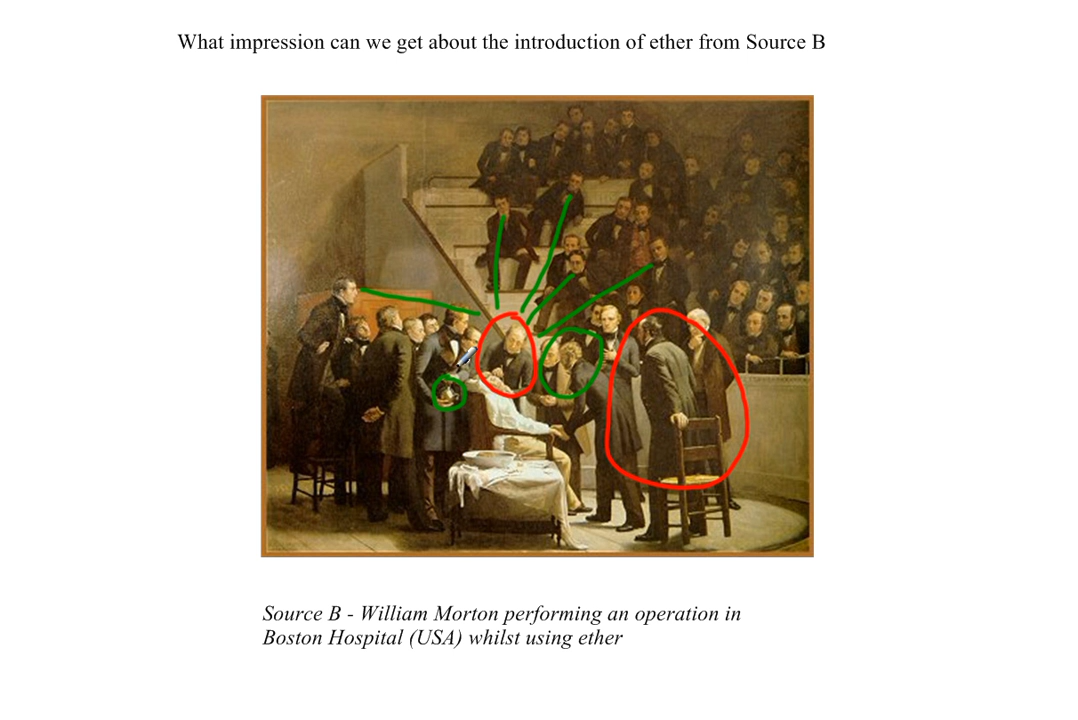 What impression can we get about the introduction of ether from Source B
Source B - William Morton performing an operation in
Boston Hospital (USA) whilst using ether